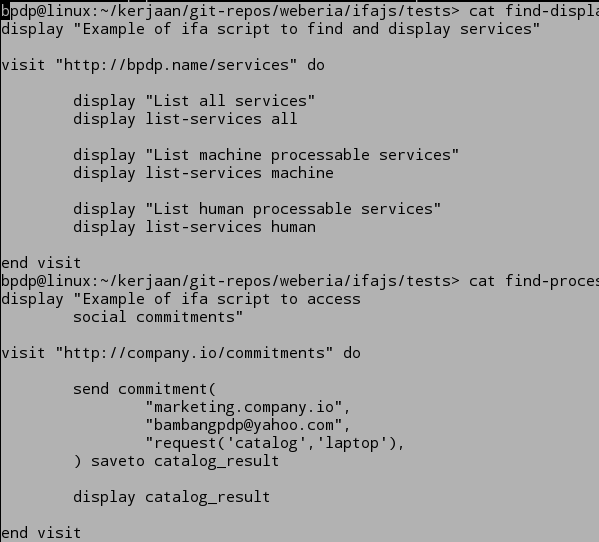 bpdp@linux:~/kerjaan/git-repos/weberia/ifajs/tests> cat find-displa
display "Example of ifa script to find and display services"
visit "http://bpdp.name/services" do
display "List all services"
display list-services all
display "List machine processable services"
display list-services machine
display "List human processable services"
display list-services human
end visit
bpdp@linux:~/kerjaan/git-repos/weberia/ifajs/tests> cat find-proces
display "Example of ifa script to access
social commitments"
visit "http://company.io/commitments" do
send commitment(
"marketing.company.io",
"bambangpdp@yahoo.com",
"request('catalog','laptop'),
) saveto catalog_result
display catalog_result
end visit